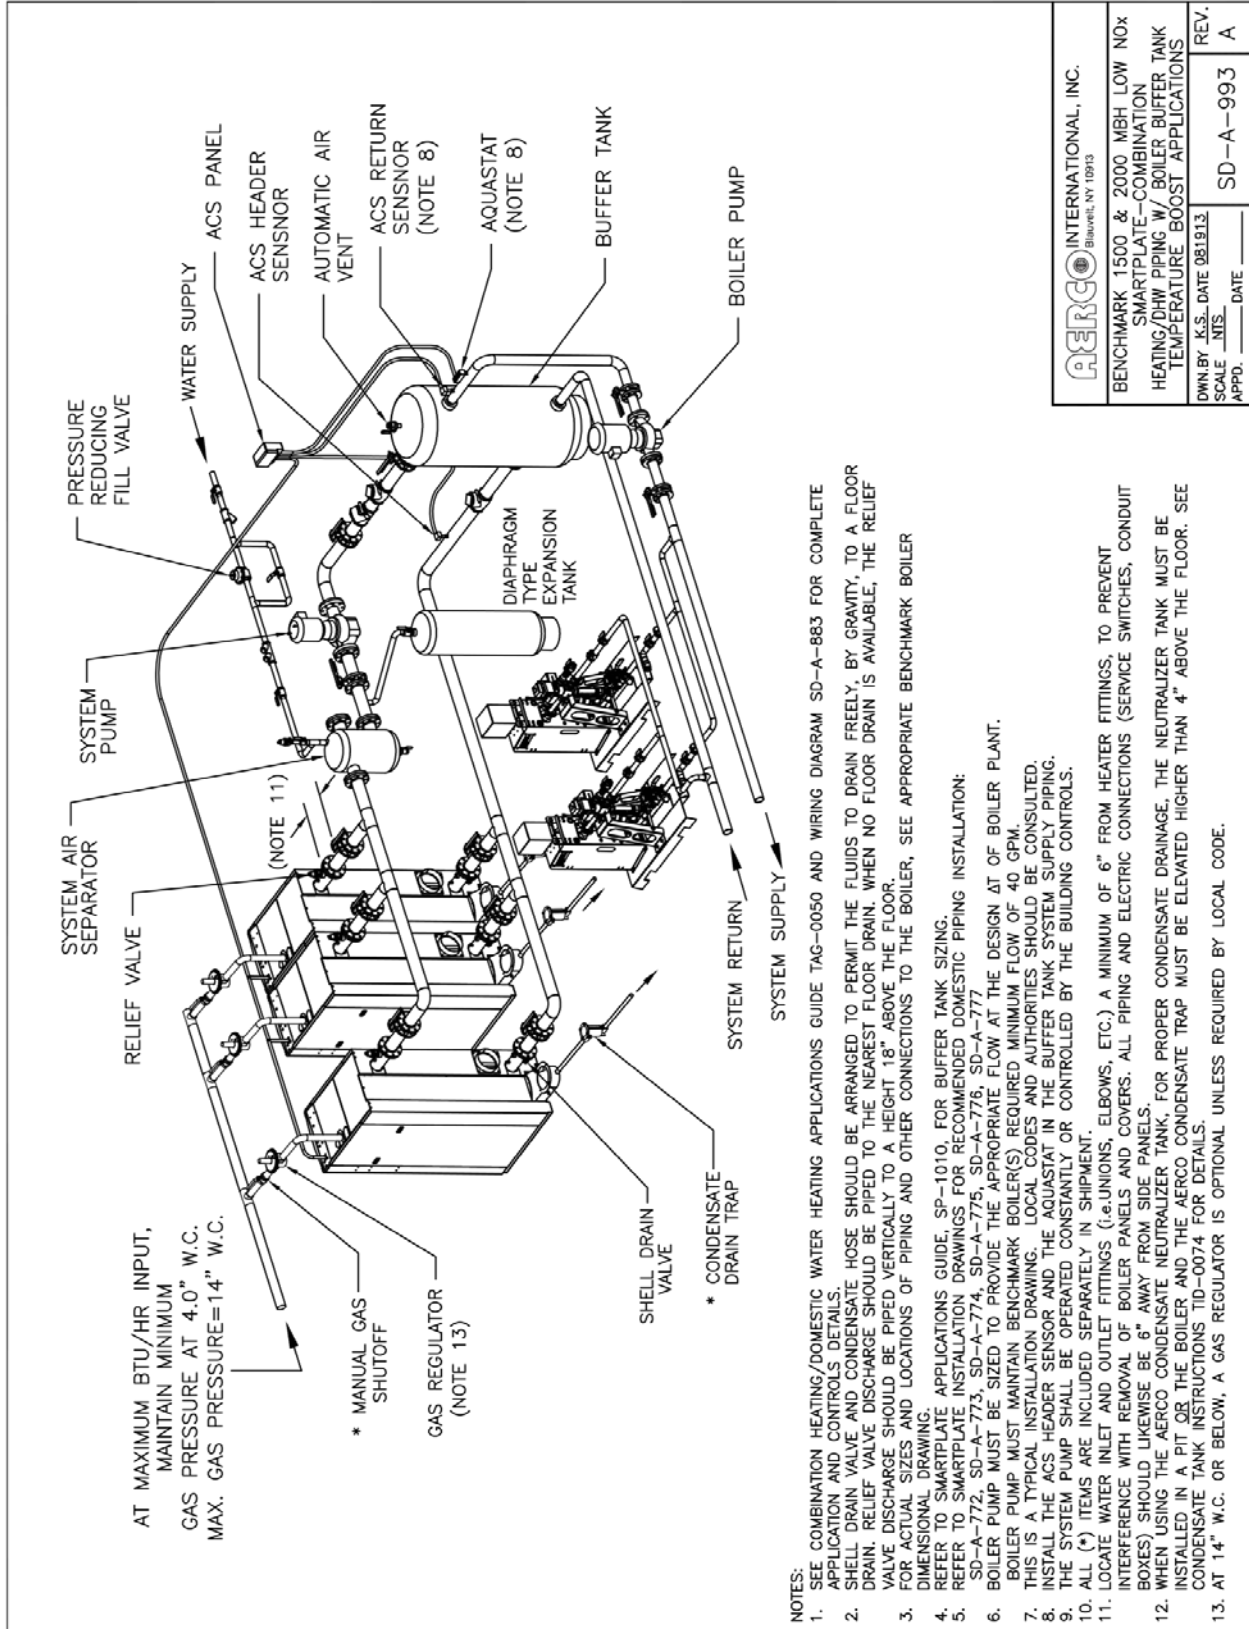 AT MAXIMUM BTU/HR INPUT,
MAINTAIN MINIMUM
GAS PRESSURE AT 4.0" W.C.
MAX. GAS PRESSURE=14" W.C.
* MANUAL GAS
SHUTOFF
GAS REGULATOR
(NOTE 13)
RELIEF VALVE
SYSTEM AIR
SEPARATOR
(NOTE 11)
SYSTEM
PUMP
PRESSURE
REDUCING
FILL VALVE
WATER SUPPLY
ACS PANEL
ACS HEADER
SENSNOR
AUTOMATIC AIR
VENT
ACS RETURN
SENSNOR
(NOTE 8)
AQUASTAT
(NOTE 8)
BUFFER TANK
BOILER PUMP
DIAPHRAGM
TYPE
EXPANSION
TANK
SHELL DRAIN
VALVE
* CONDENSATE
DRAIN TRAP
SYSTEM RETURN
SYSTEM SUPPLY
NOTES:
1. SEE COMBINATION HEATING/DOMESTIC WATER HEATING APPLICATIONS GUIDE TAG-0050 AND WIRING DIAGRAM SD-A-883 FOR COMPLETE
APPLICATION AND CONTROLS DETAILS.
2. SHELL DRAIN VALVE AND CONDENSATE HOSE SHOULD BE ARRANGED TO PERMIT THE FLUIDS TO DRAIN FREELY, BY GRAVITY, TO A FLOOR
DRAIN. RELIEF VALVE DISCHARGE SHOULD BE PIPED TO THE NEAREST FLOOR DRAIN. WHEN NO FLOOR DRAIN IS AVAILABLE, THE RELIEF
VALVE DISCHARGE SHOULD BE PIPED VERTICALLY TO A HEIGHT 18" ABOVE THE FLOOR.
3. FOR ACTUAL SIZES AND LOCATIONS OF PIPING AND OTHER CONNECTIONS TO THE BOILER, SEE APPROPRIATE BENCHMARK BOILER
DIMENSIONAL DRAWING.
4. REFER TO SMARTPLATE APPLICATIONS GUIDE, SP-1010, FOR BUFFER TANK SIZING.
5. REFER TO SMARTPLATE INSTALLATION DRAWINGS FOR RECOMMENDED DOMESTIC PIPING INSTALLATION:
SD-A-772, SD-A-773, SD-A-774, SD-A-775, SD-A-776, SD-A-777
6. BOILER PUMP MUST BE SIZED TO PROVIDE THE APPROPRIATE FLOW AT THE DESIGN ΔT OF BOILER PLANT.
BOILER PUMP MUST MAINTAIN BENCHMARK BOILER(S) REQUIRED MINIMUM FLOW OF 40 GPM.
7. THIS IS A TYPICAL INSTALLATION DRAWING. LOCAL CODES AND AUTHORITIES SHOULD BE CONSULTED.
8. INSTALL THE ACS HEADER SENSOR AND THE AQUASTAT IN THE BUFFER TANK SYSTEM SUPPLY PIPING.
9. THE SYSTEM PUMP SHALL BE OPERATED CONSTANTLY OR CONTROLLED BY THE BUILDING CONTROLS.
10. ALL (*) ITEMS ARE INCLUDED SEPARATELY IN SHIPMENT.
11. LOCATE WATER INLET AND OUTLET FITTINGS (i.e.UNIONS, ELBOWS, ETC.) A MINIMUM OF 6" FROM HEATER FITTINGS, TO PREVENT
INTERFERENCE WITH REMOVAL OF BOILER PANELS AND COVERS. ALL PIPING AND ELECTRIC CONNECTIONS (SERVICE SWITCHES, CONDUIT
BOXES) SHOULD LIKEWISE BE 6" AWAY FROM SIDE PANELS.
12. WHEN USING THE AERCO CONDENSATE NEUTRALIZER TANK, FOR PROPER CONDENSATE DRAINAGE, THE NEUTRALIZER TANK MUST BE
INSTALLED IN A PIT OR THE BOILER AND THE AERCO CONDENSATE TRAP MUST BE ELEVATED HIGHER THAN 4" ABOVE THE FLOOR. SEE
CONDENSATE TANK INSTRUCTIONS TID-0074 FOR DETAILS.
13. AT 14" W.C. OR BELOW, A GAS REGULATOR IS OPTIONAL UNLESS REQUIRED BY LOCAL CODE.
AERCO INTERNATIONAL, INC.
Blauvelt, NY 10913
BENCHMARK 1500 & 2000 MBH LOW NOx
SMARTPLATE-COMBINATION
HEATING/DHW PIPING W/ BOILER BUFFER TANK
TEMPERATURE BOOST APPLICATIONS
DWN.BY K.S. DATE 081913
SCALE NTS
APPD. DATE
SD-A-993
REV.
A